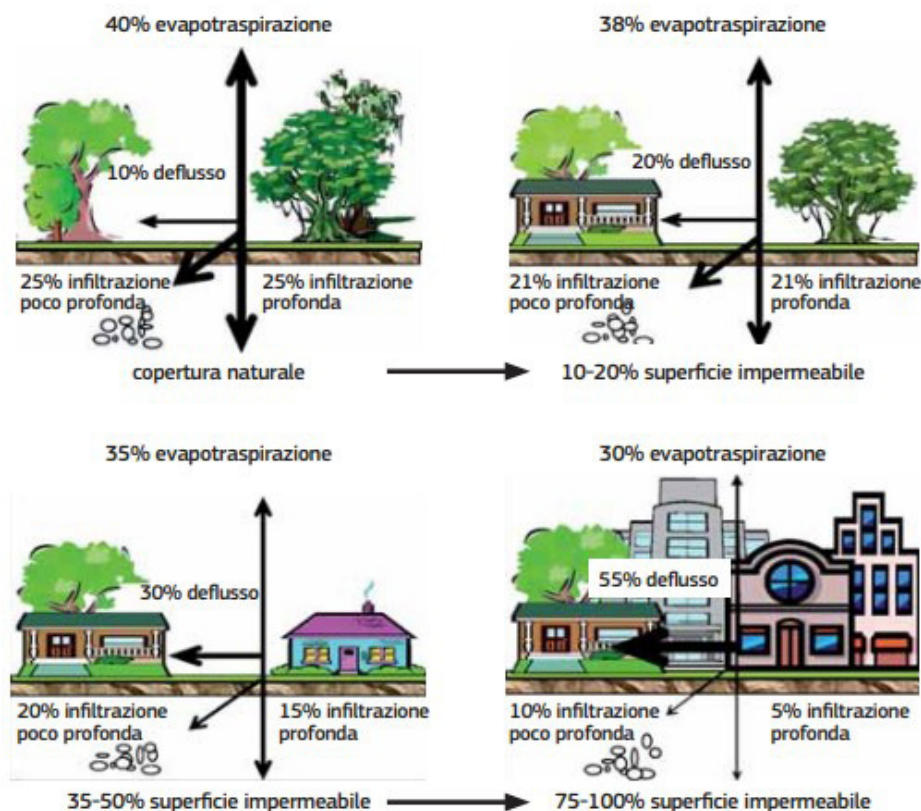 40% evapotraspirazione
38% evapotraspirazione
10% deflusso
20% deflusso
25% infiltrazione
poco profonda
25% infiltrazione
profonda
21% infiltrazione
poco profonda
21% infiltrazione
profonda
copertura naturale
10-20% superficie impermeabile
35% evapotraspirazione
30% evapotraspirazione
30% deflusso
55% deflusso
20% infiltrazione
poco profonda
15% infiltrazione
profonda
10% infiltrazione
poco profonda
5% infiltrazione
profonda
35-50% superficie impermeabile
75-100% superficie impermeabile